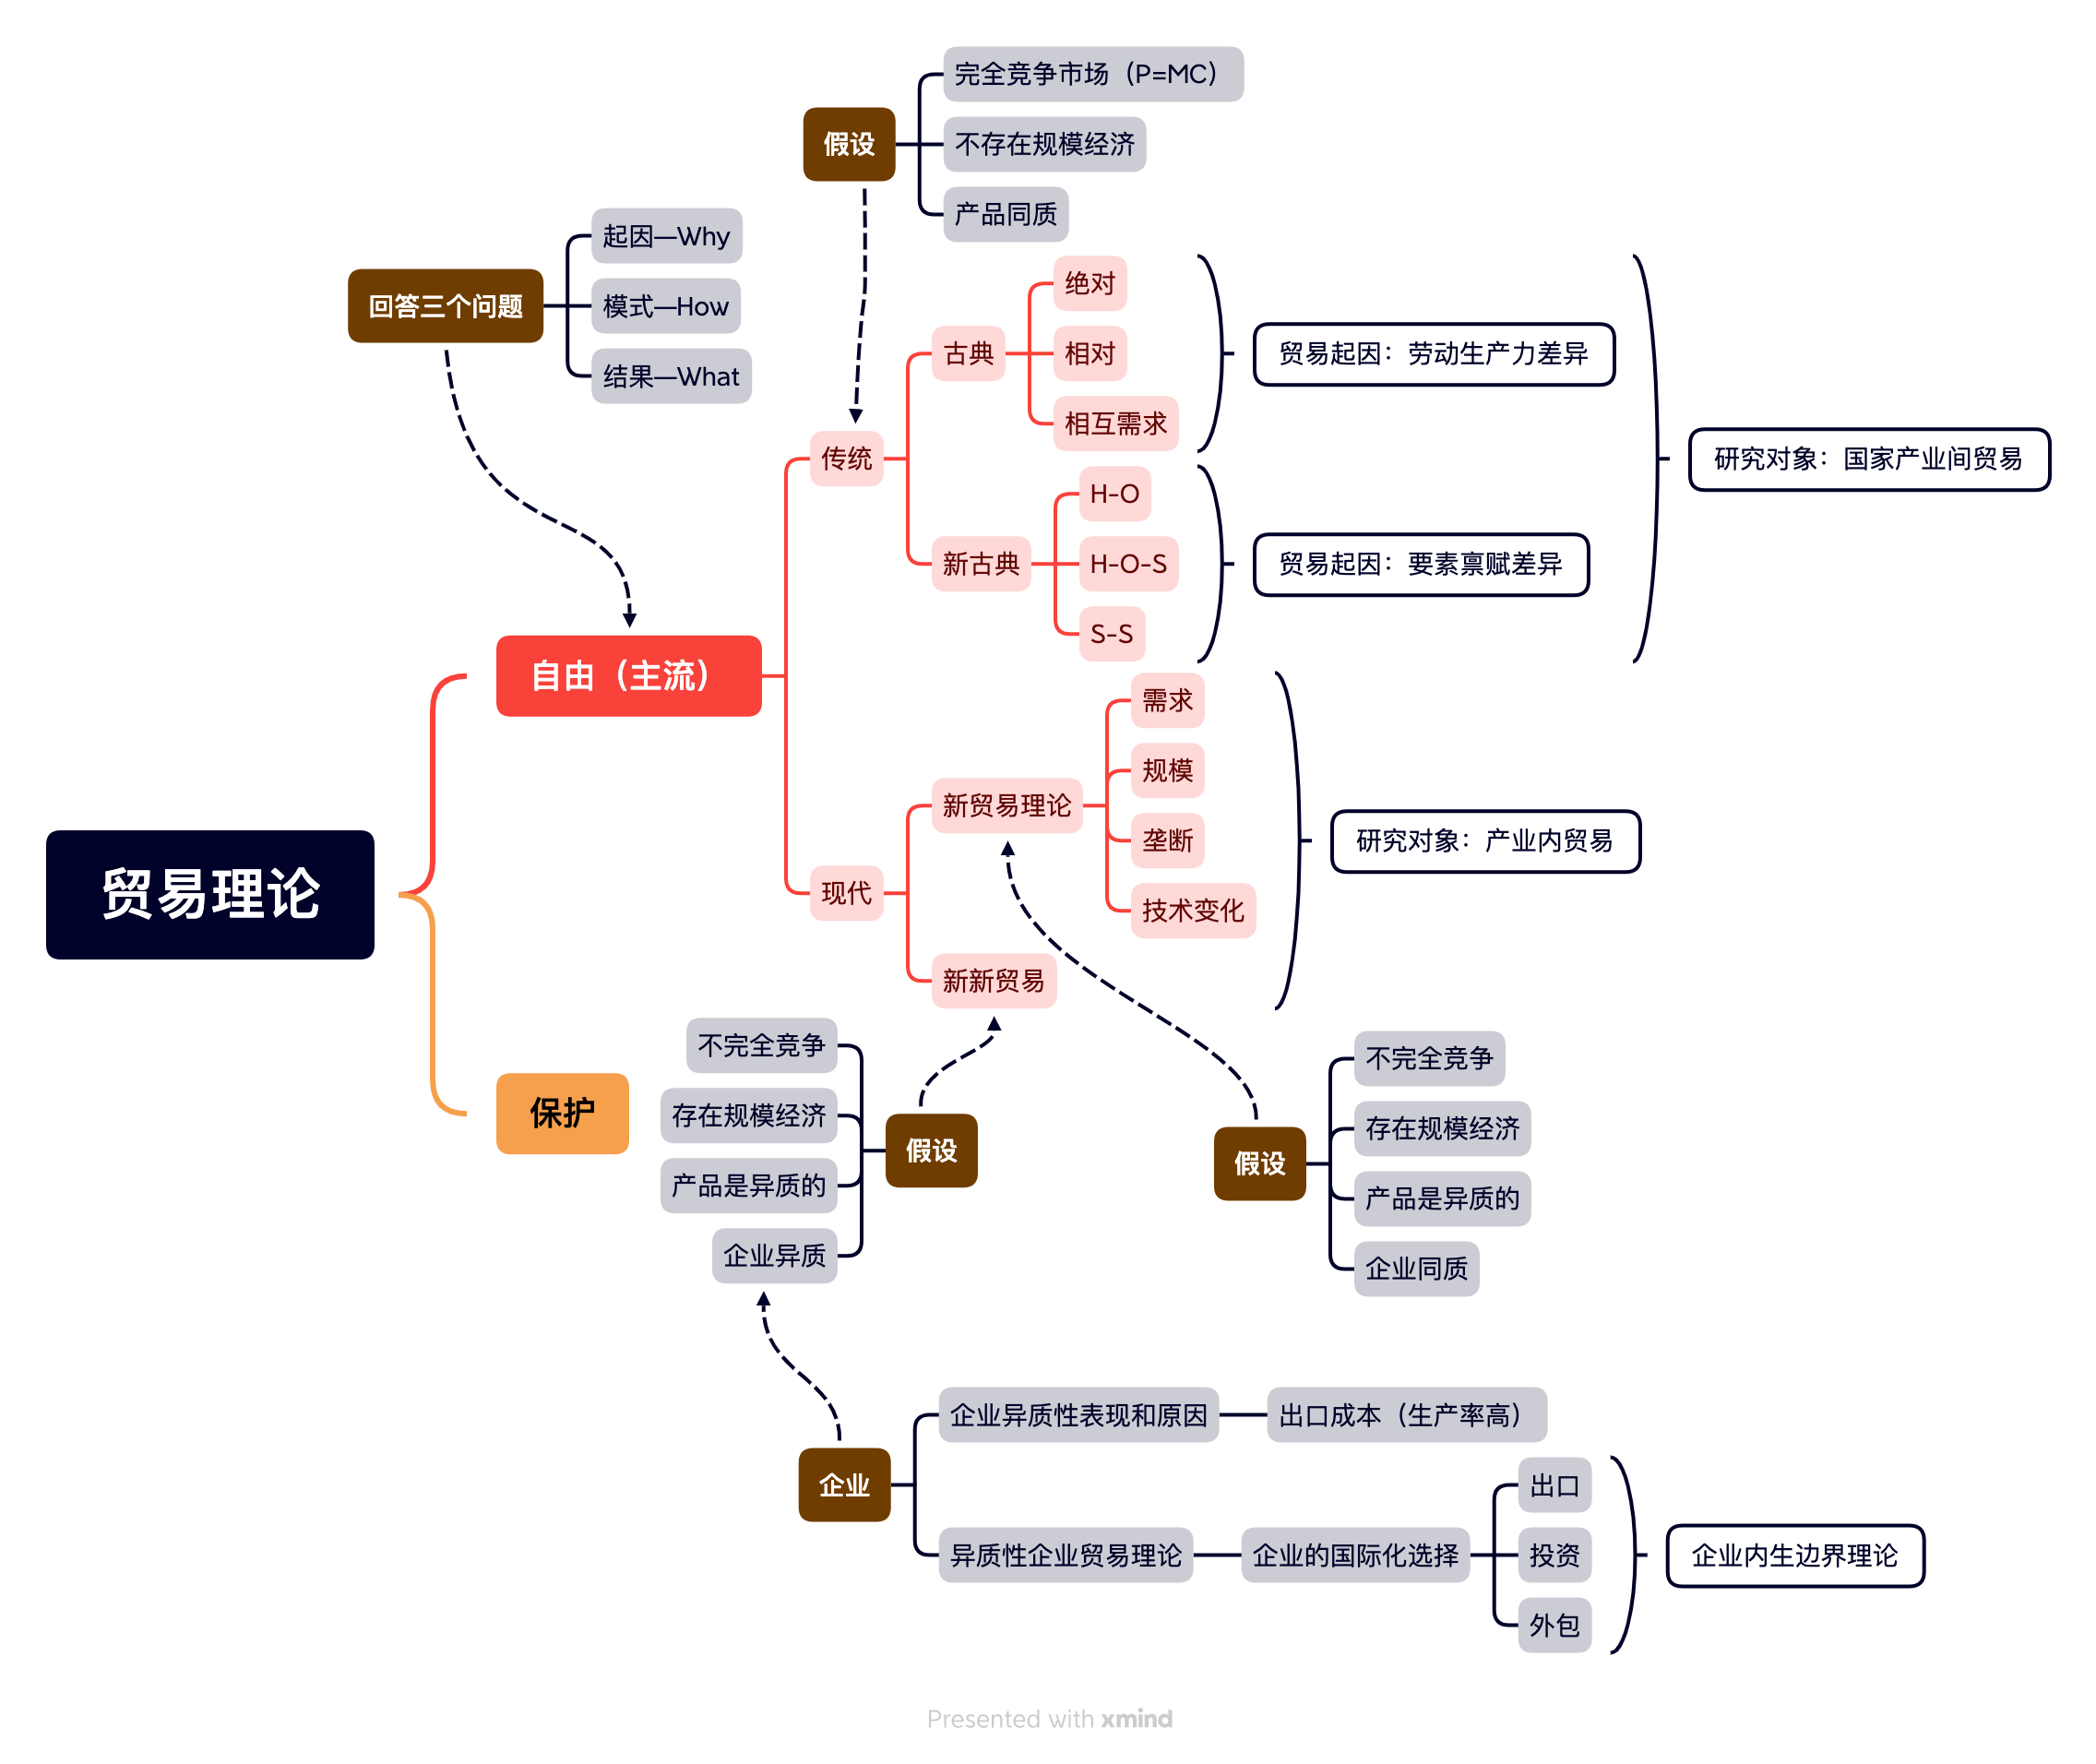 完全竞争市场（P=MC）
假设
不存在规模经济
产品同质
起因—Why
回答三个问题
模式—How
结果—What
绝对
古典
相对
贸易起因：劳动生产力差异
相互需求
传统
研究对象：国家产业间贸易
H-O
新古典
H-O-S
贸易起因：要素禀赋差异
S-S
自由（主流）
需求
规模
新贸易理论
垄断
研究对象：产业内贸易
技术变化
现代
贸易理论
新新贸易
保护
不完全竞争
存在规模经济
假设
产品是异质的
企业异质
假设
不完全竞争
存在规模经济
产品是异质的
企业同质
企业异质性表现和原因
出口成本（生产率高）
企业
异质性企业贸易理论
企业的国际化选择
出口
投资
外包
企业内生边界理论
Presented with xmind